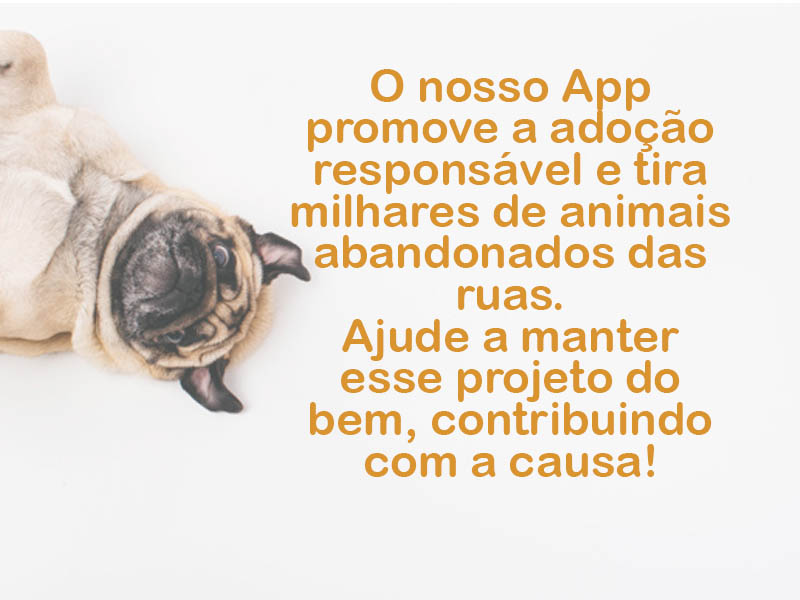 O nosso App
promove a adoção
responsável e tira
milhares de animais
abandonados das
ruas.
Ajude a manter
esse projeto do
bem, contribuindo
com a causa!